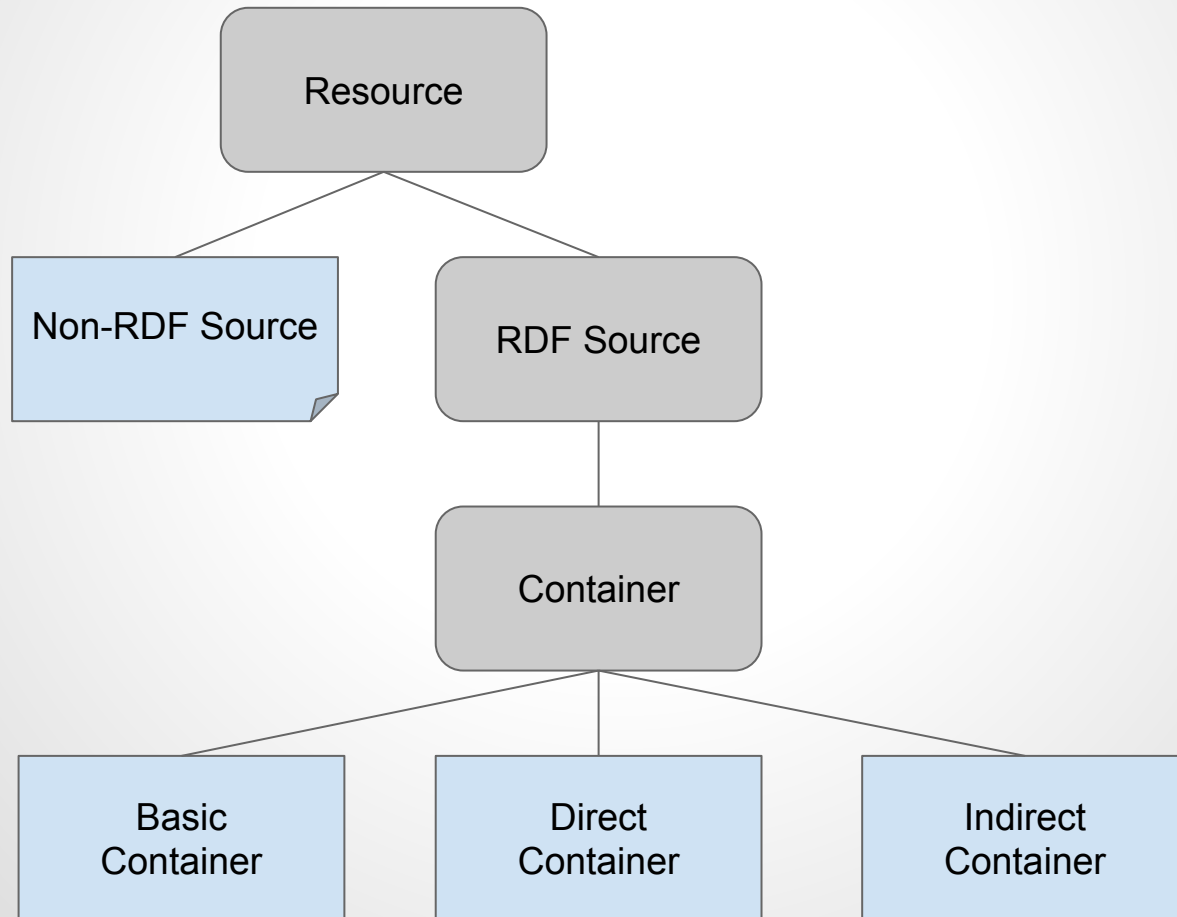 Resource
Non-RDF Source
RDF Source
Container
Basic
Container
Direct
Container
Indirect
Container